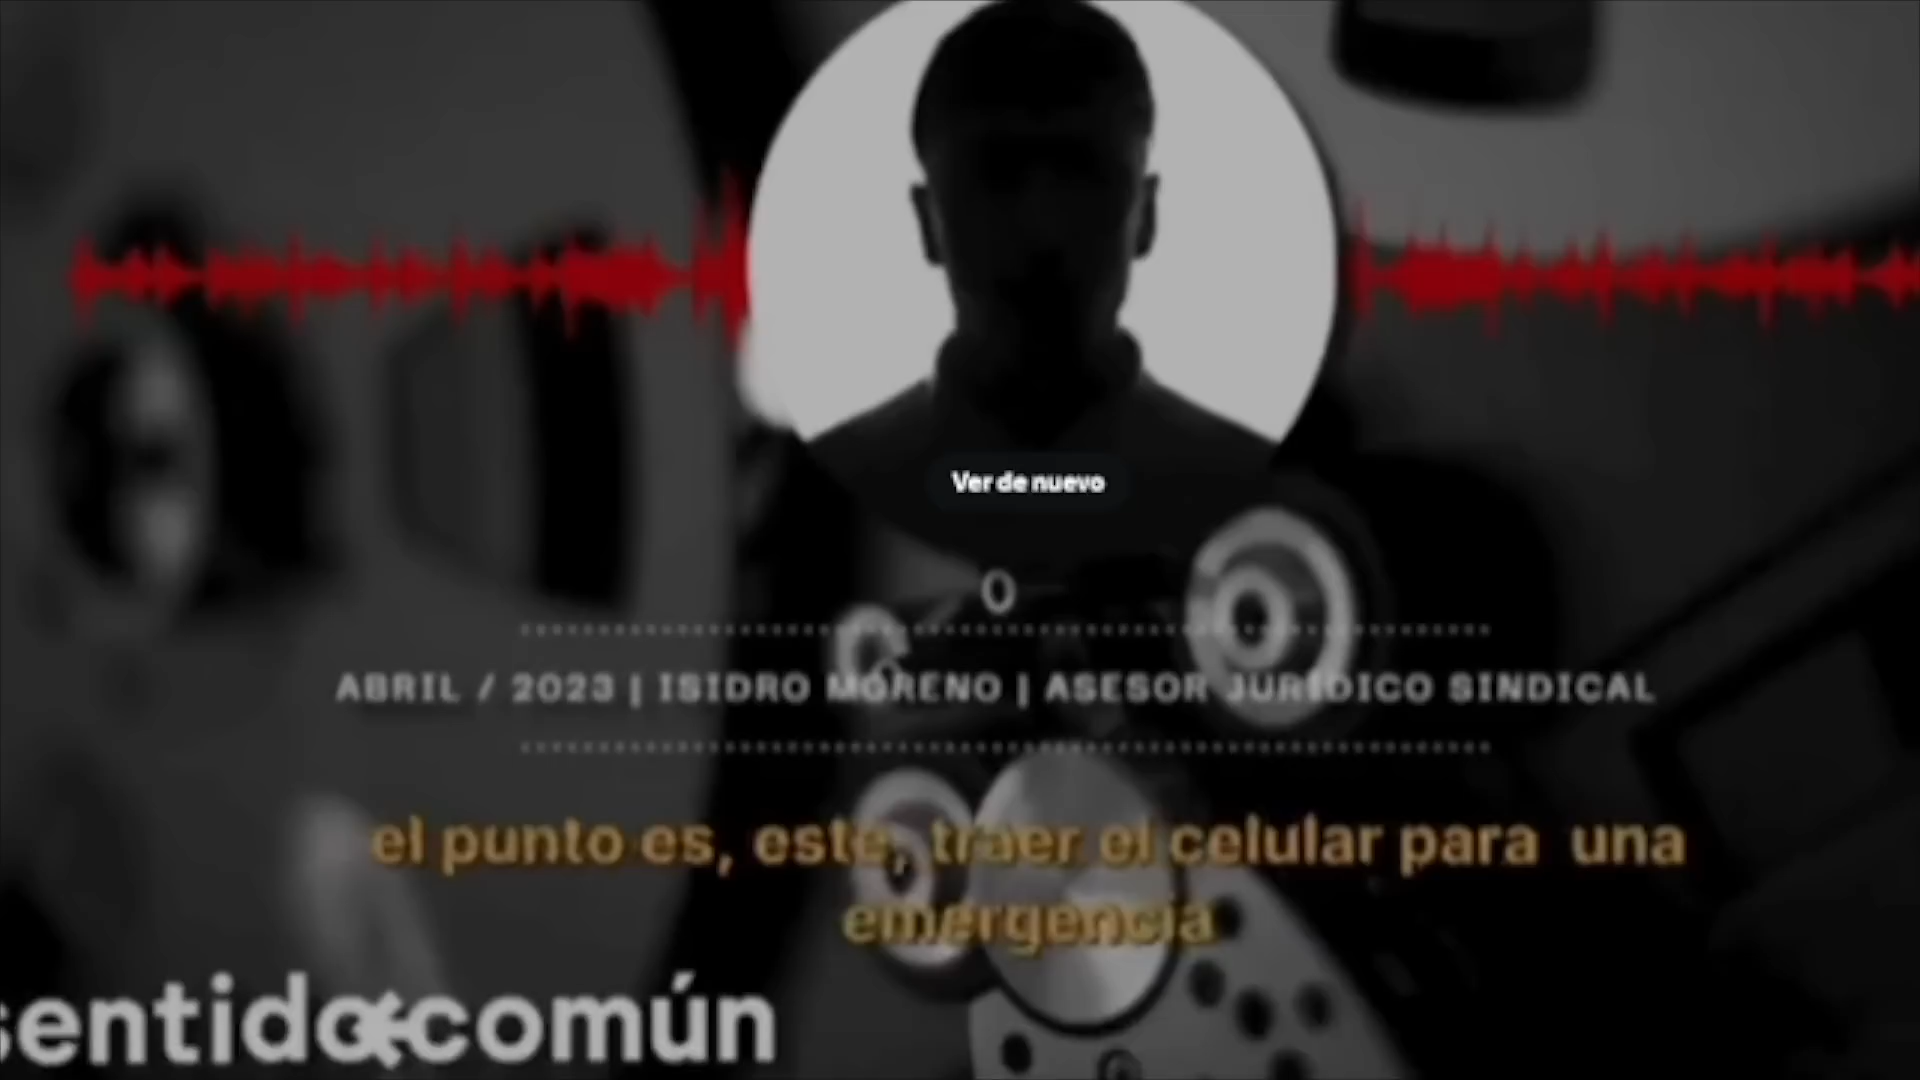 Ver de nuevo
ABRIL / 2023 | ISIDRO MORENO | ASESOR JURÍDICO SINDICAL
el punto es, este, traer el celular para una
emergencia
sentido común